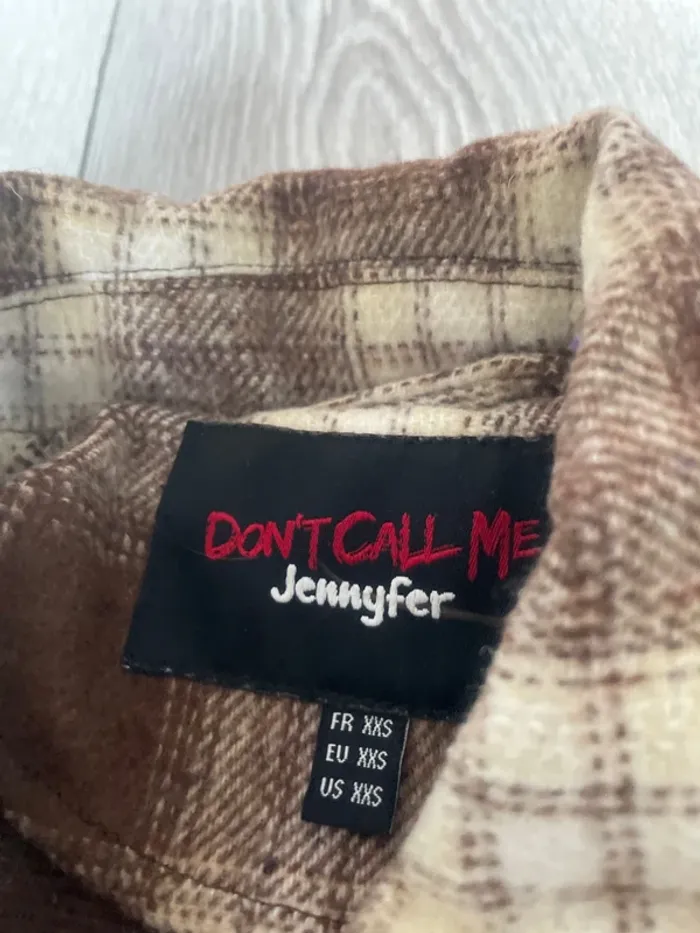 DON'T CALL ME
Jennyfer
FR XXS
EU XXS
US XXS